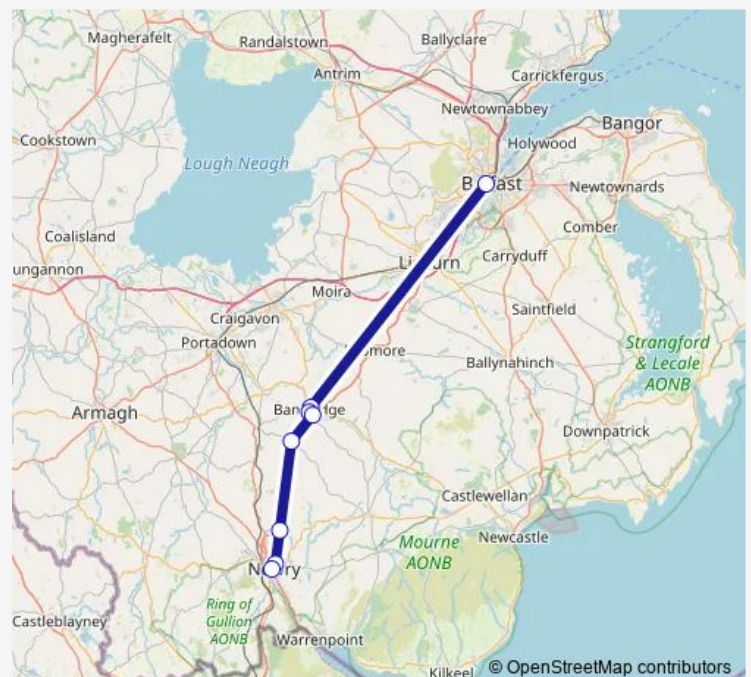 Magherafelt
Randalstown
Ballyclare
Antrim
Carrickfergus
Newtownabbey
Bangor
Cookstown
Holywood
Lough Neagh
Newtownards
Comber
Coalisland
Carryduff
ungannon
Moira
Saintfield
Craigavon
Portadown
Strangford
& Lecale
AONB
Ballynahinch
Armagh
Downpatrick
Castlewellan
Newcastle
Mourne
AONB
Ring of
Gullion
AONB
Castleblayney
Warrenpoint
Kilkeel
© OpenStreetMap contributors